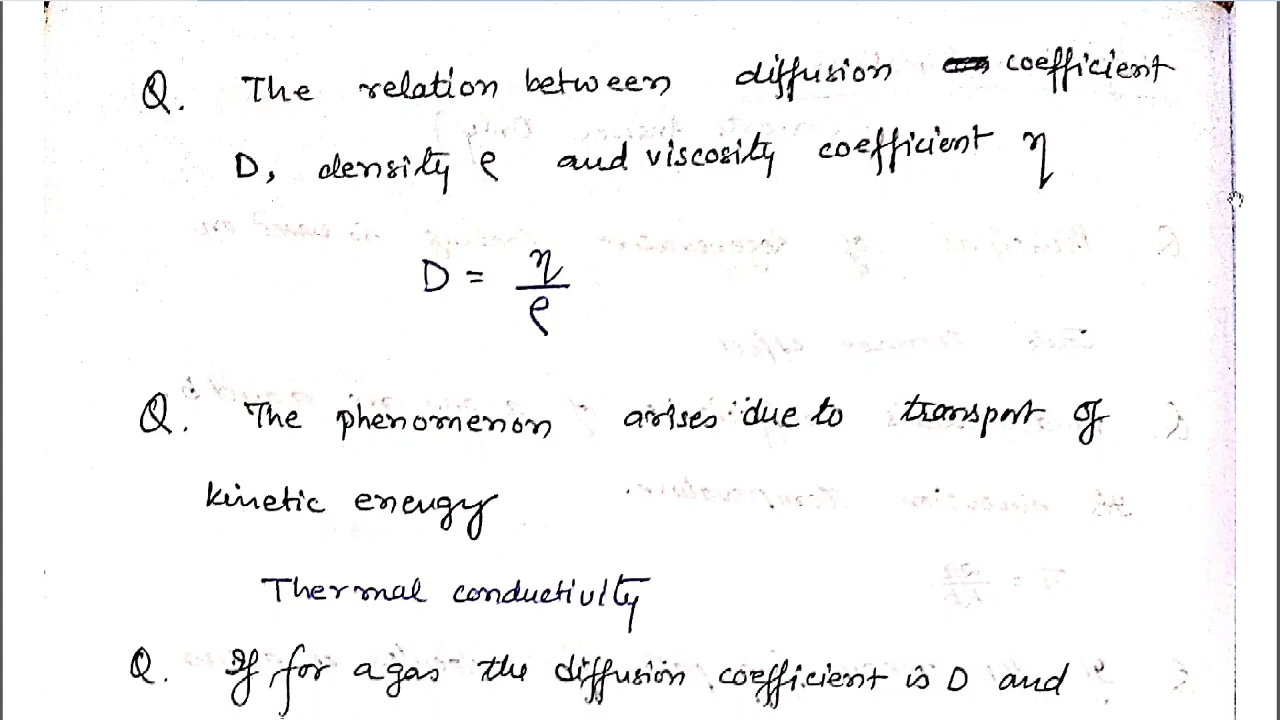 Q. The relation between diffusion coefficient
D, density ρ and viscosity coefficient η
D = η/ρ
Q. The phenomenon arises due to transport of
kinetic energy
Thermal conductivity
Q. If for a gas the diffusion coefficient is D and